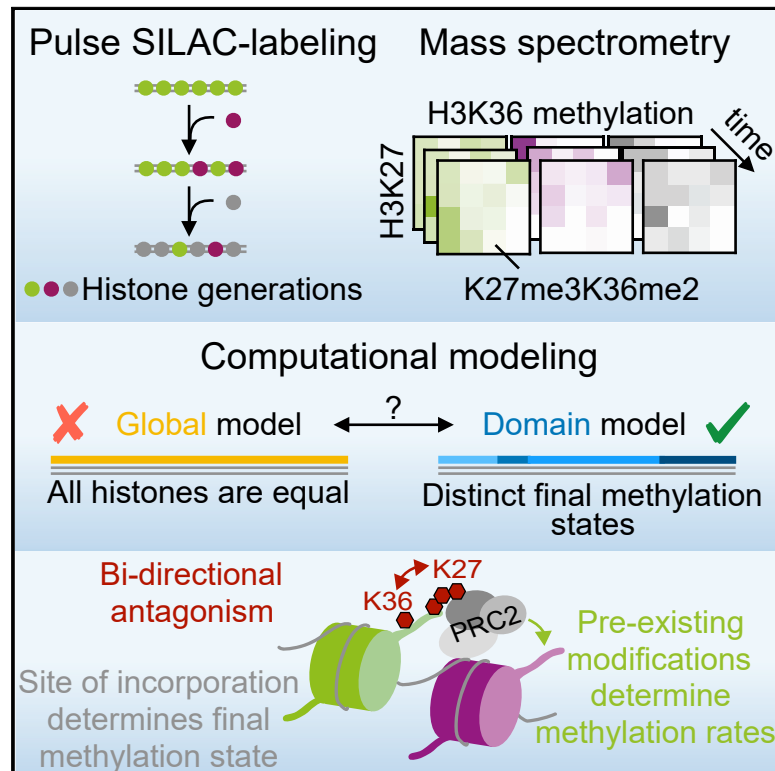 Pulse SILAC-labeling
Mass spectrometry
H3K36 methylation
time
H3K27
Histone generations
K27me3K36me2
Computational modeling
Global model
?
Domain model
All histones are equal
Distinct final methylation
states
Bi-directional
antagonism
K27
K36
PRC2
Site of incorporation
determines final
methylation state
Pre-existing
modifications
determine
methylation rates